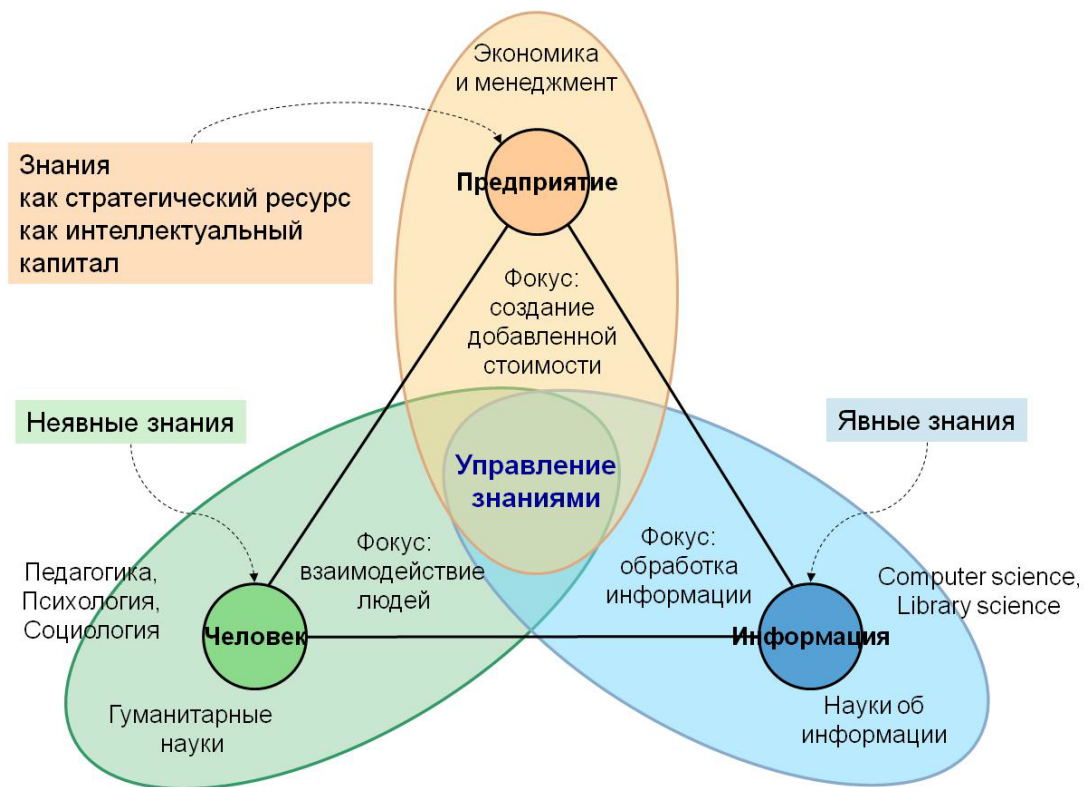 Экономика
и менеджмент
Знания
как стратегический ресурс
как интеллектуальный
капитал
Предприятие
Фокус:
создание
добавленной
стоимости
Неявные знания
Явные знания
Управление
знаниями
Фокус:
взаимодействие
людей
Фокус:
обработка
информации
Педагогика,
Психология,
Социология
Computer science,
Library science
Человек
Информация
Гуманитарные
науки
Науки об
информации